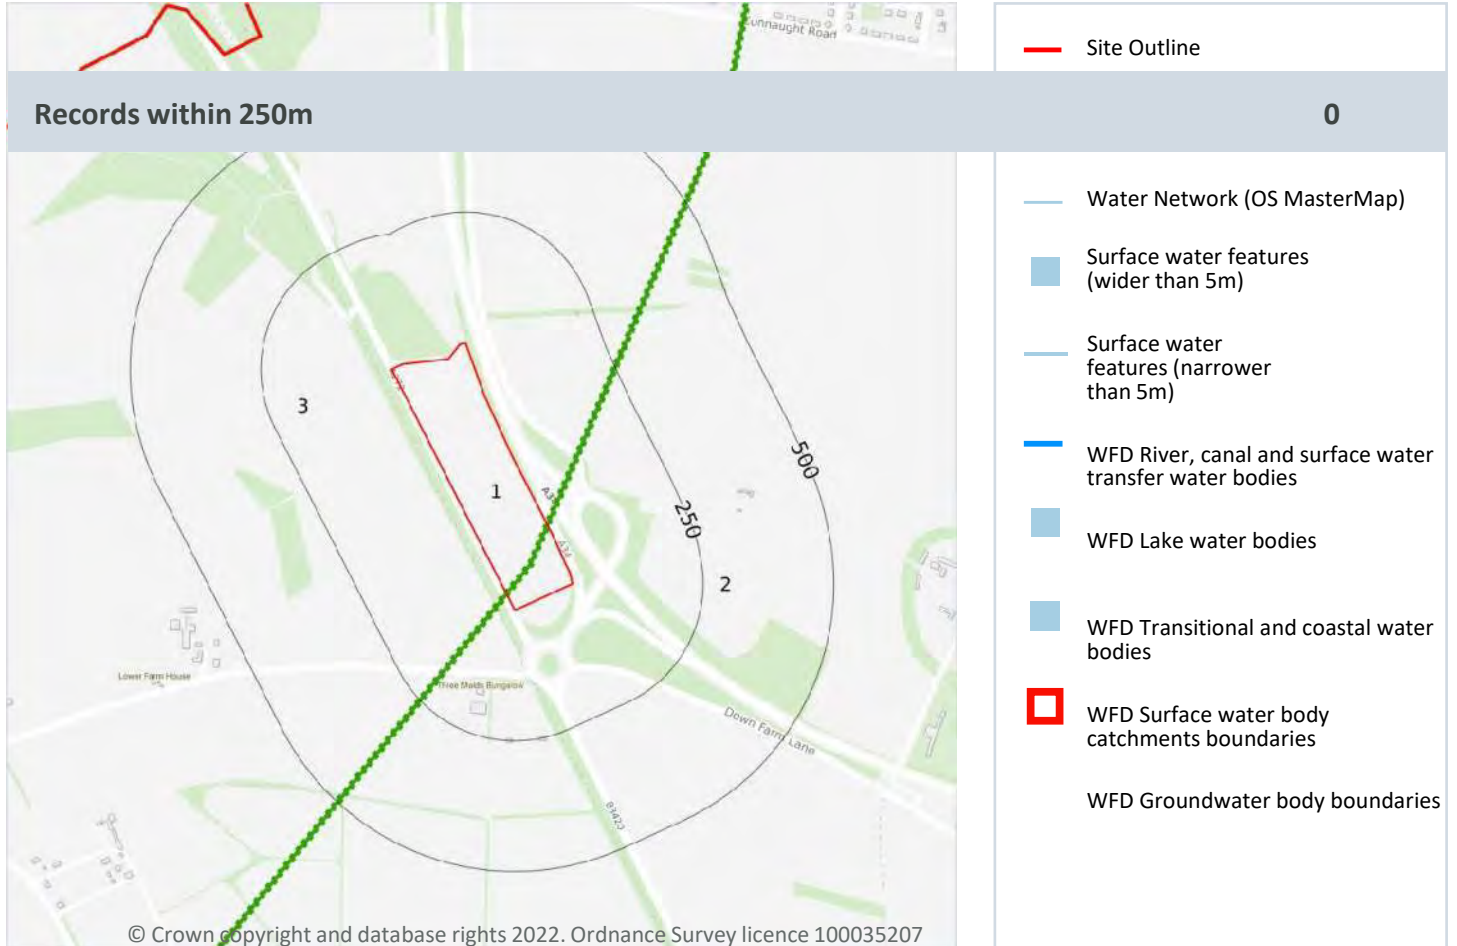 Connaught Road
Site Outline
Records within 250m 0
Water Network (OS MasterMap)
Surface water features
(wider than 5m)
Surface water
features (narrower
than 5m)
WFD River, canal and surface water
transfer water bodies
WFD Lake water bodies
WFD Transitional and coastal water
bodies
WFD Surface water body
catchments boundaries
WFD Groundwater body boundaries
3
1
2
500
250
A34
Lower Farm House
Three Maids Bungalow
Down Farm Lane
B3420
© Crown copyright and database rights 2022. Ordnance Survey licence 100035207